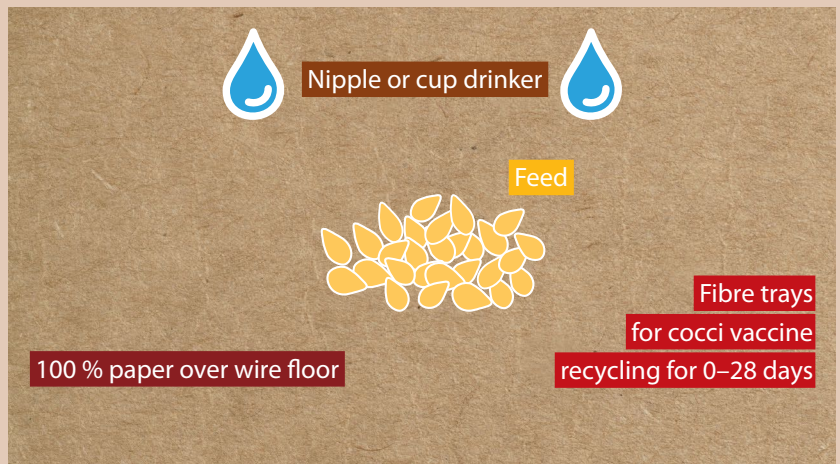 Nipple or cup drinker
Feed
Fibre trays
for cocci vaccine
recycling for 0–28 days
100 % paper over wire floor